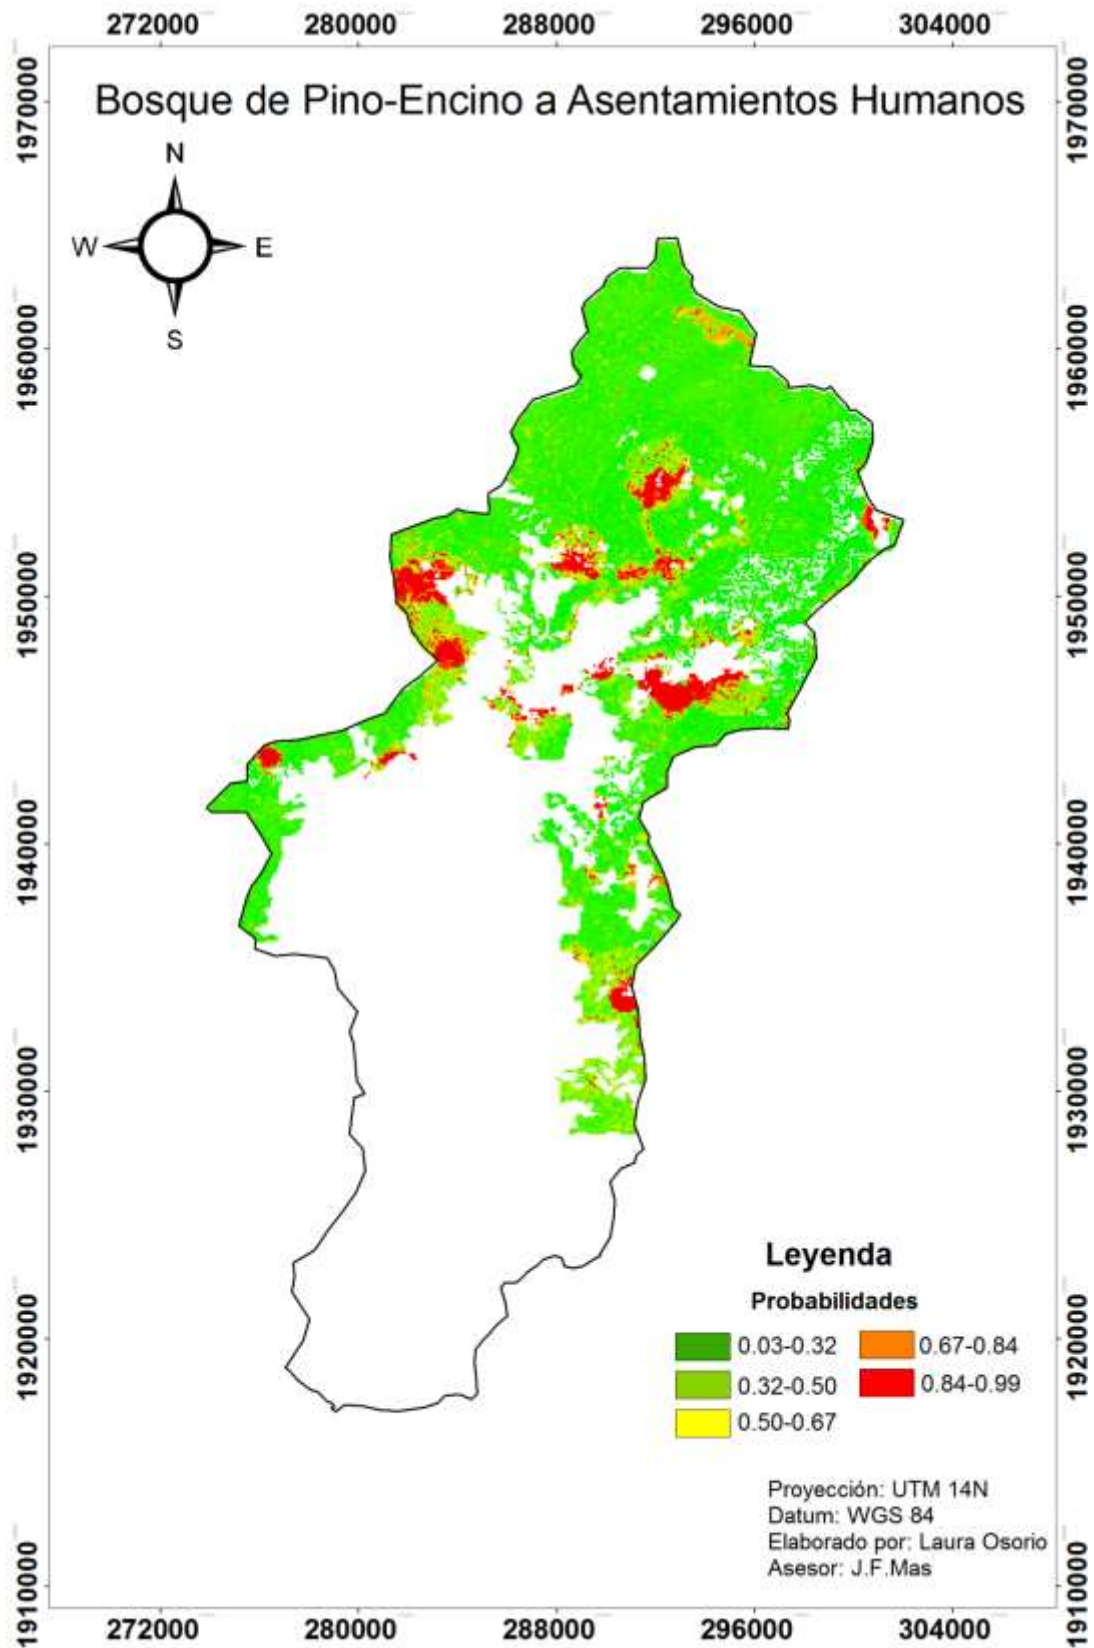 272000 280000 288000 296000 304000
Bosque de Pino-Encino a Asentamientos Humanos
N
W E
S
1970000 1970000
1960000 1960000
1950000 1950000
1940000 1940000
1930000 1930000
1920000 1920000
1910000 1910000
Leyenda
Probabilidades
0.03-0.32 0.67-0.84
0.32-0.50 0.84-0.99
0.50-0.67
Proyección: UTM 14N
Datum: WGS 84
Elaborado por: Laura Osorio
Asesor: J.F.Mas
272000 280000 288000 296000 304000